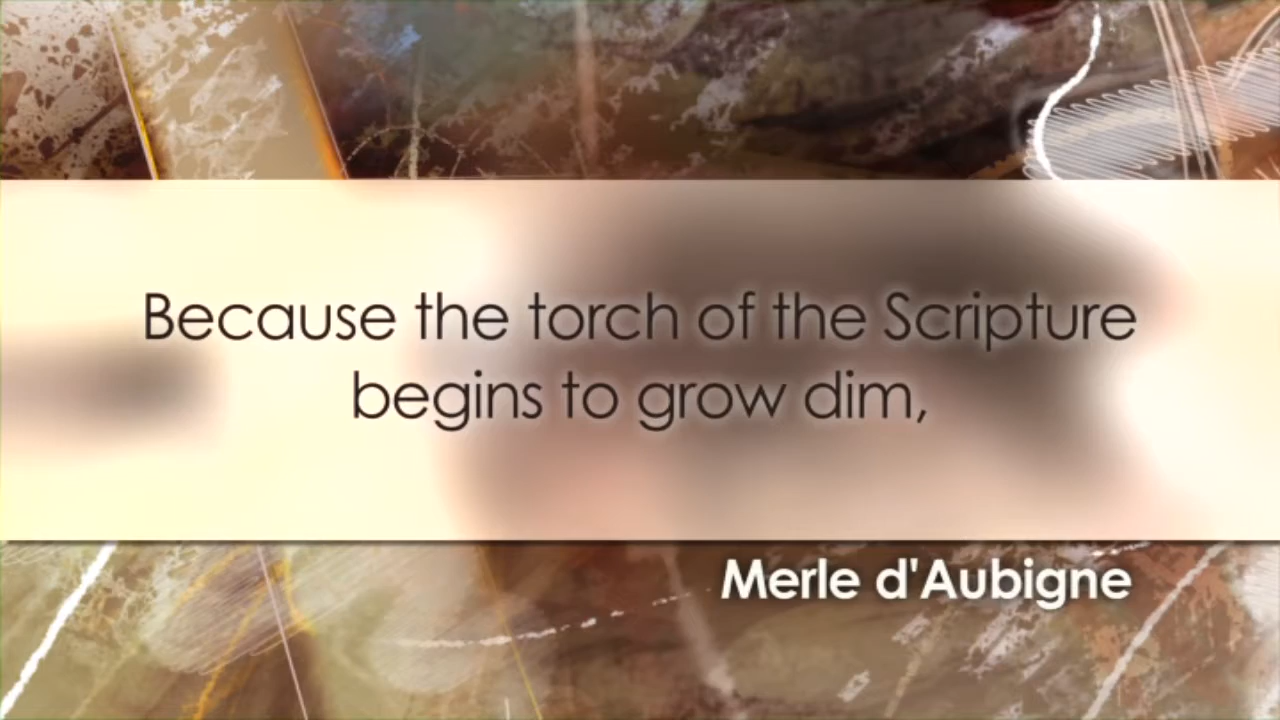 Because the torch of the Scripture
begins to grow dim,
Merle d'Aubigne